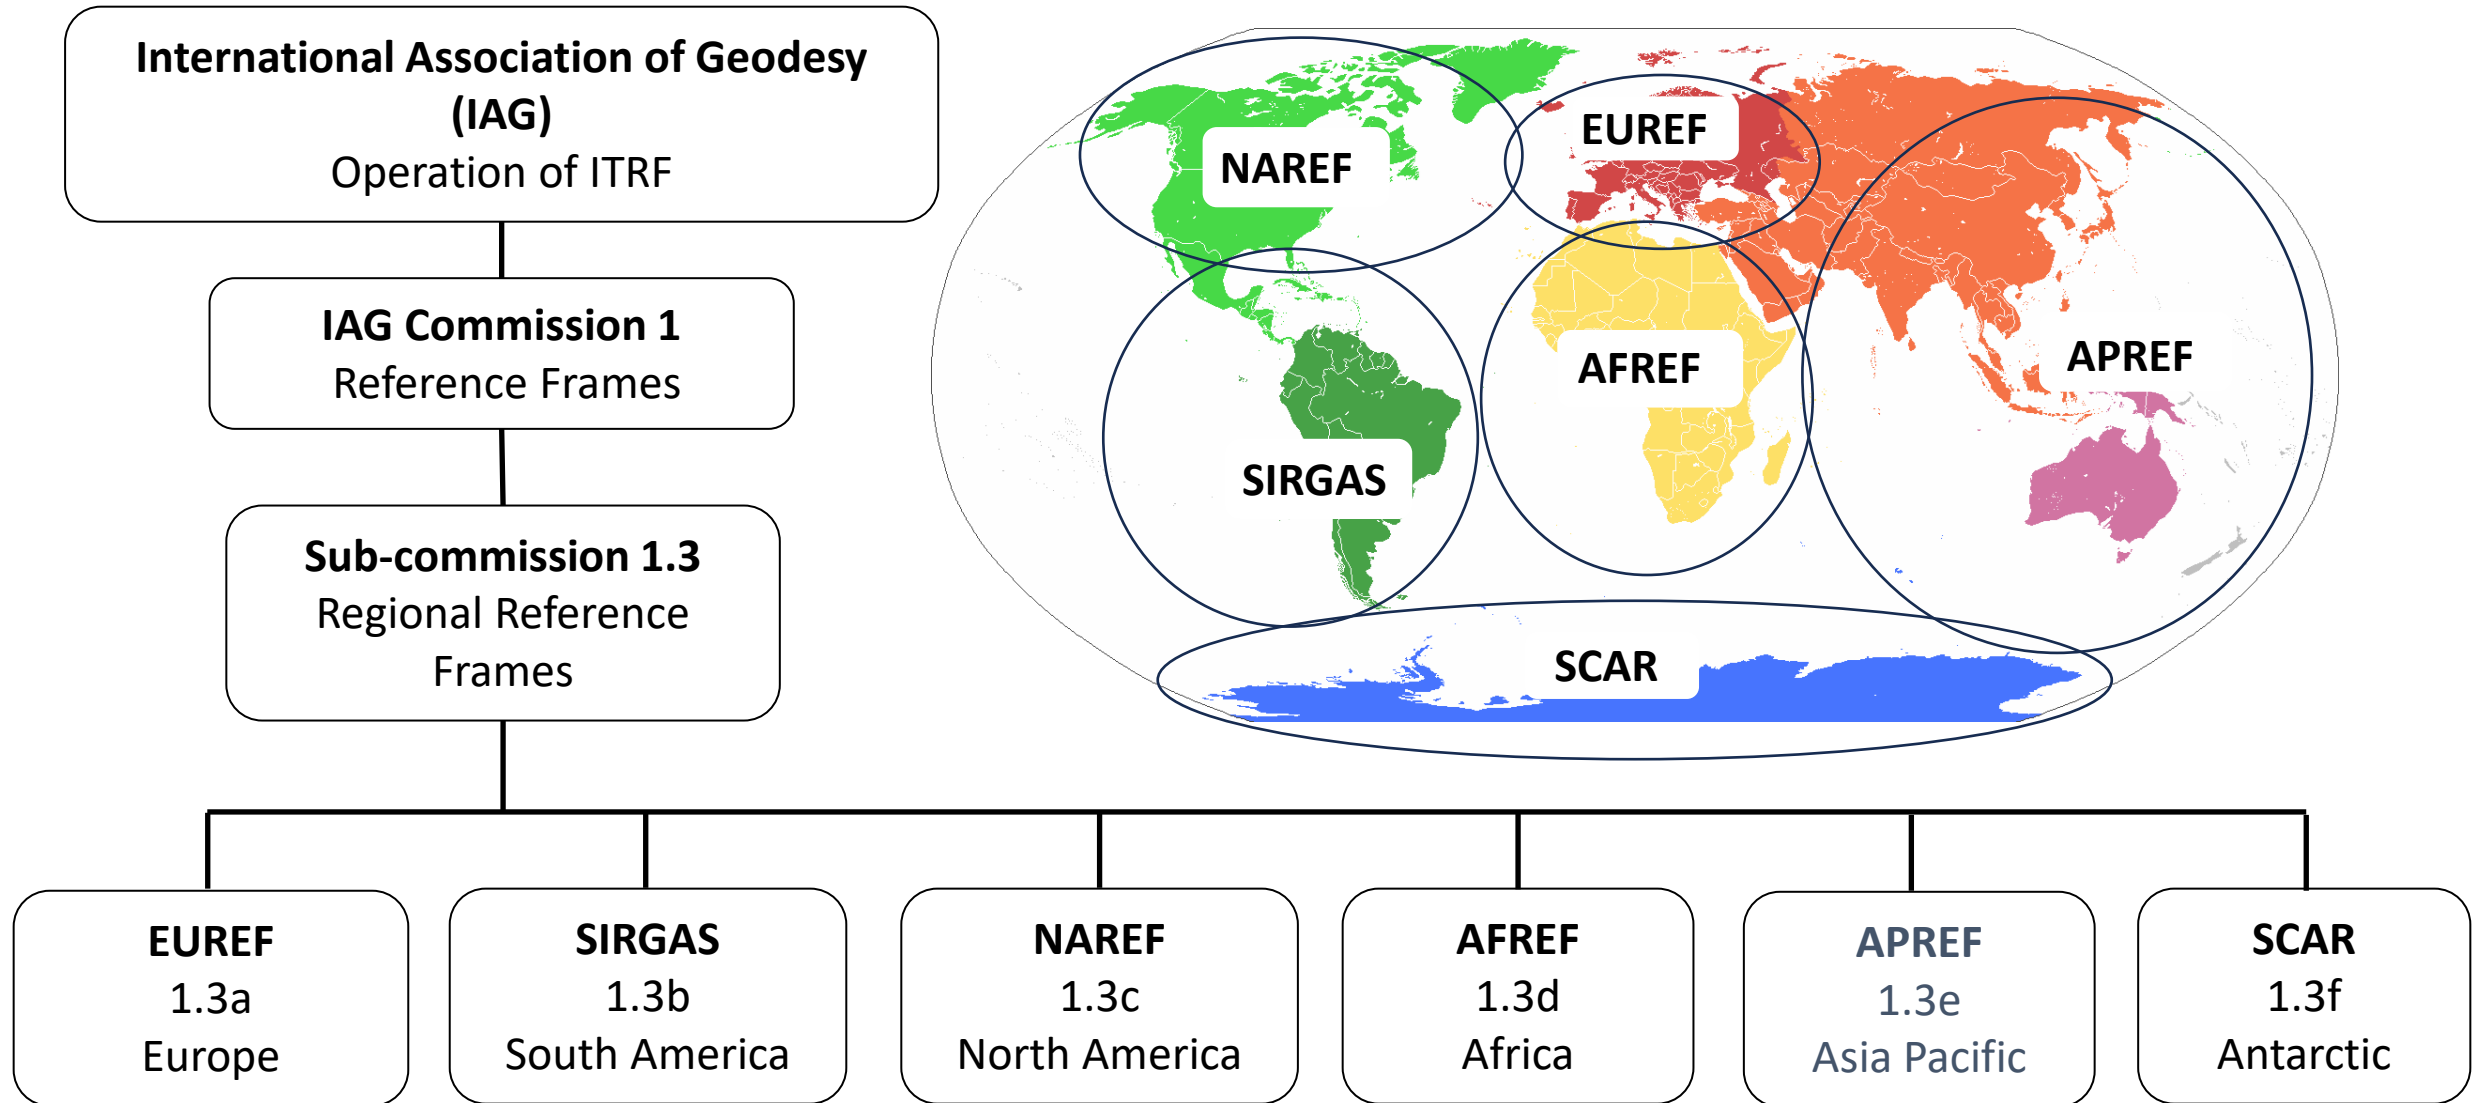 International Association of Geodesy
(IAG)
Operation of ITRF
IAG Commission 1
Reference Frames
Sub-commission 1.3
Regional Reference
Frames
NAREF
EUREF
AFREF
APREF
SIRGAS
SCAR
EUREF
1.3a
Europe
SIRGAS
1.3b
South America
NAREF
1.3c
North America
AFREF
1.3d
Africa
APREF
1.3e
Asia Pacific
SCAR
1.3f
Antarctic